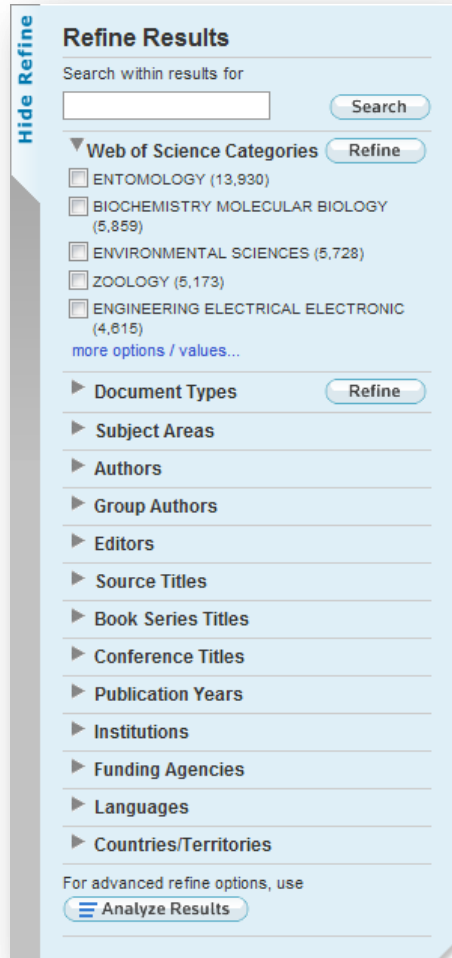 Hide Refine
Refine Results
Search within results for
Search
Web of Science Categories Refine
ENTOMOLOGY (13,930)
BIOCHEMISTRY MOLECULAR BIOLOGY
(5,859)
ENVIRONMENTAL SCIENCES (5,728)
ZOOLOGY (5,173)
ENGINEERING ELECTRICAL ELECTRONIC
(4,615)
more options / values...
Document Types Refine
Subject Areas
Authors
Group Authors
Editors
Source Titles
Book Series Titles
Conference Titles
Publication Years
Institutions
Funding Agencies
Languages
Countries/Territories
For advanced refine options, use
Analyze Results